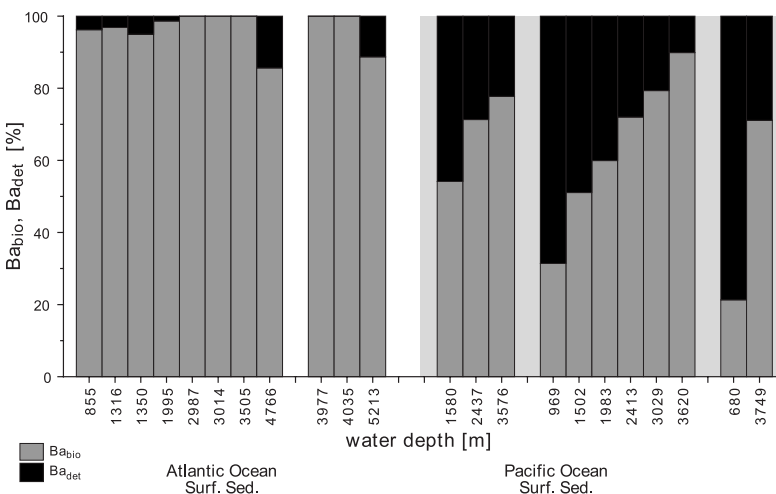 100
80
60
40
20
0
Ba_bio, Ba_det [%]
855 1316 1350 1995 2987 3014 3505 4766 3977 4035 5213 1580 2437 3576 969 1502 1983 2413 3029 3620 680 3749
water depth [m]
Ba_bio
Ba_det
Atlantic Ocean
Surf. Sed.
Pacific Ocean
Surf. Sed.